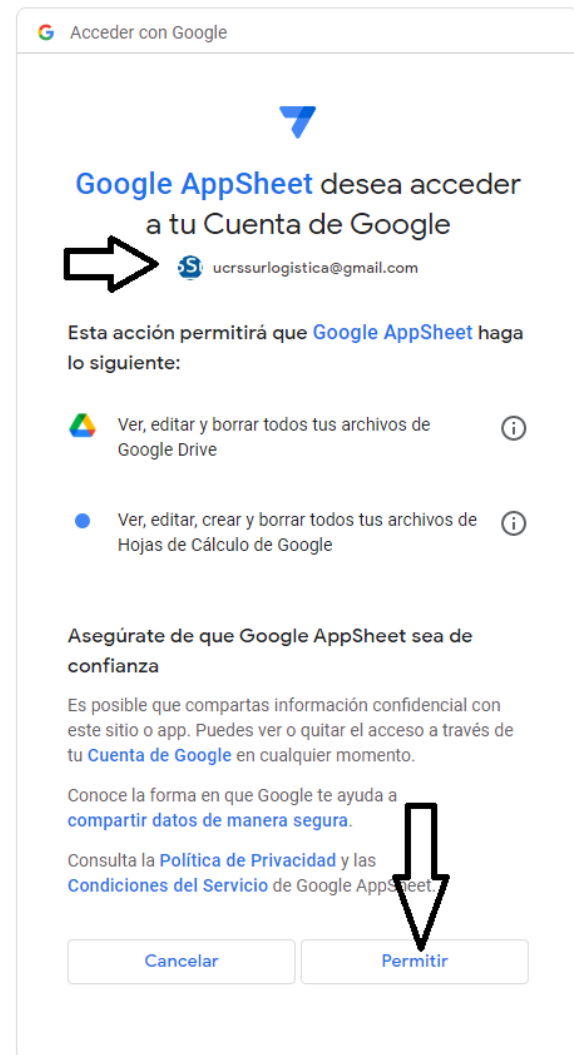 Acceder con Google
Google AppSheet desea acceder
a tu Cuenta de Google
ucrssurlogistica@gmail.com
Esta acción permitirá que Google AppSheet haga
lo siguiente:
Ver, editar y borrar todos tus archivos de
Google Drive
Ver, editar, crear y borrar todos tus archivos de
Hojas de Cálculo de Google
Asegúrate de que Google AppSheet sea de
confianza
Es posible que compartas información confidencial con
este sitio o app. Puedes ver o quitar el acceso a través de
tu Cuenta de Google en cualquier momento.
Conoce la forma en que Google te ayuda a
compartir datos de manera segura.
Consulta la Política de Privacidad y las
Condiciones del Servicio de Google AppSheet.
Cancelar
Permitir